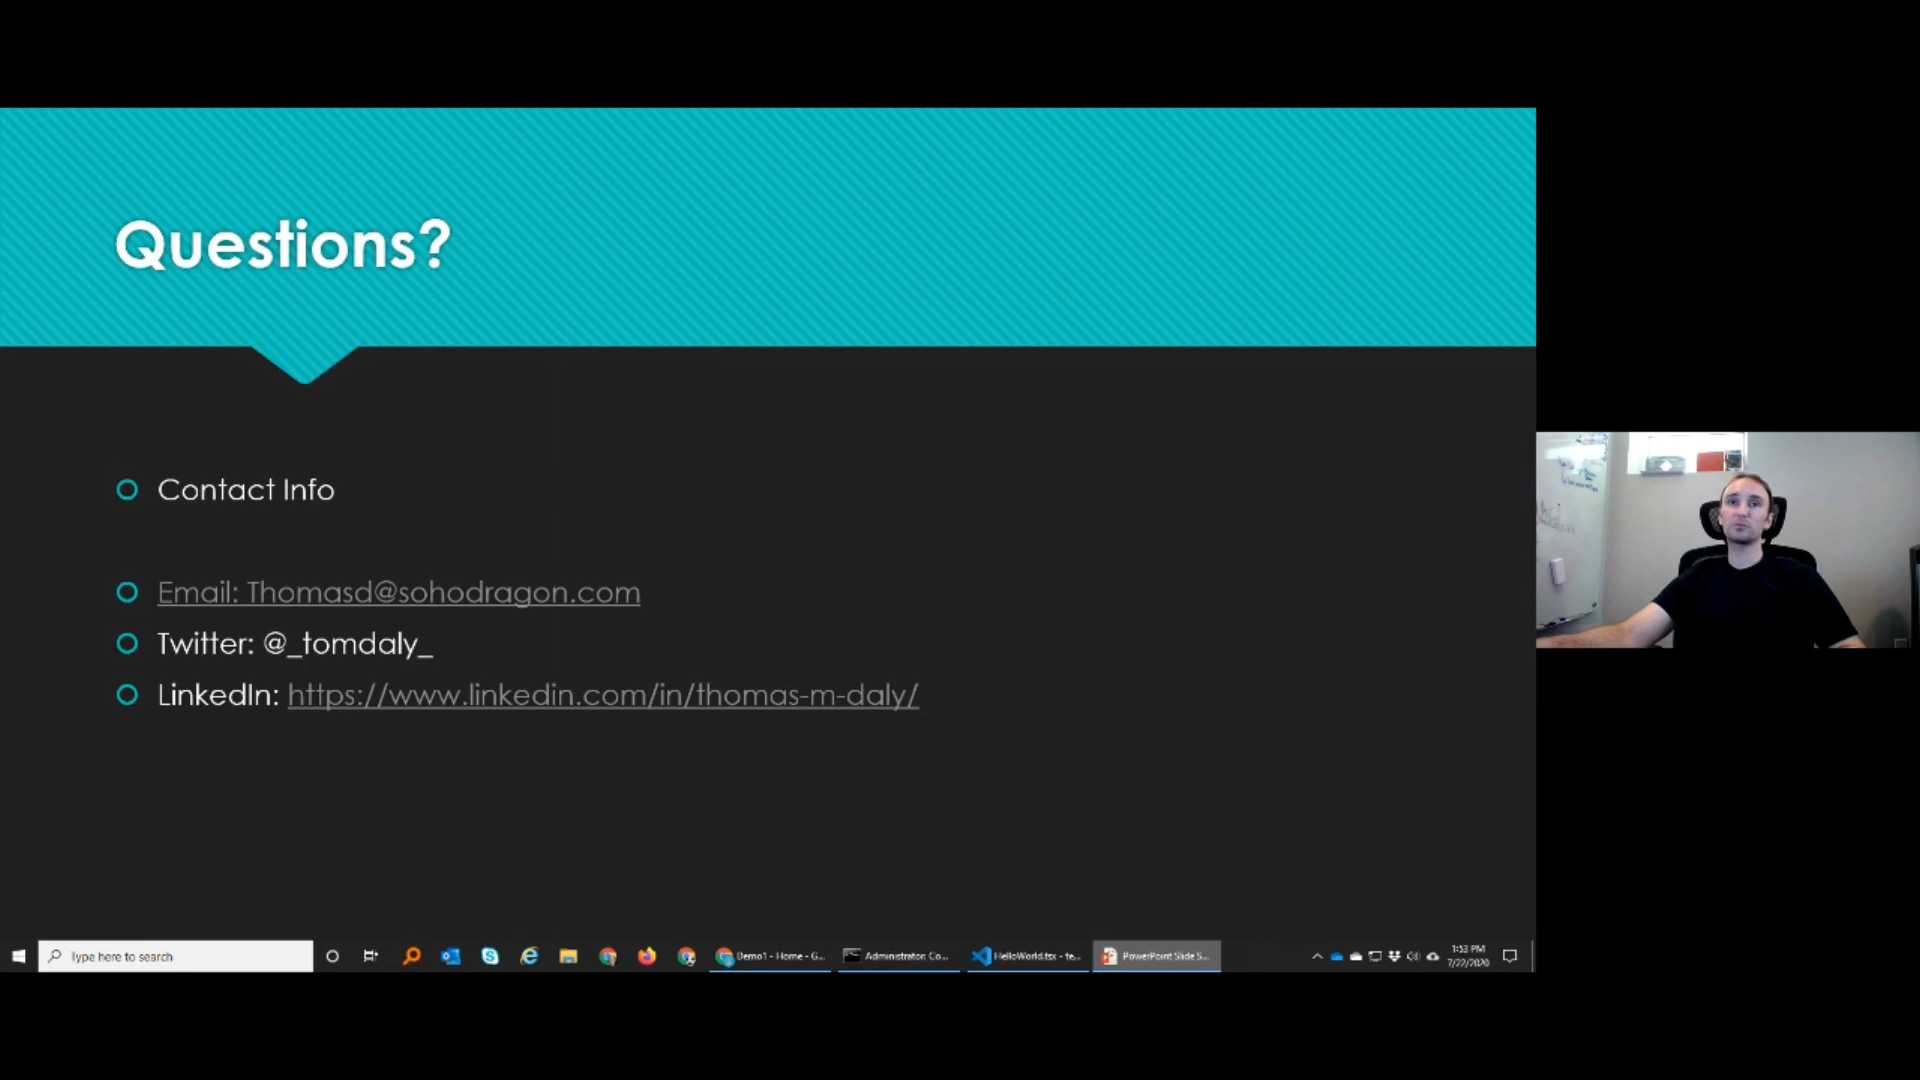 Questions?
Contact Info
Email: Thomasd@sohodragon.com
Twitter: @_tomdaly_
LinkedIn: https://www.linkedin.com/in/thomas-m-daly/
Type here to search
Demo1 - Home - G...
Administrator: Co...
HelloWorld.tsx - te...
PowerPoint Slide S...
1:53 PM
7/22/2020